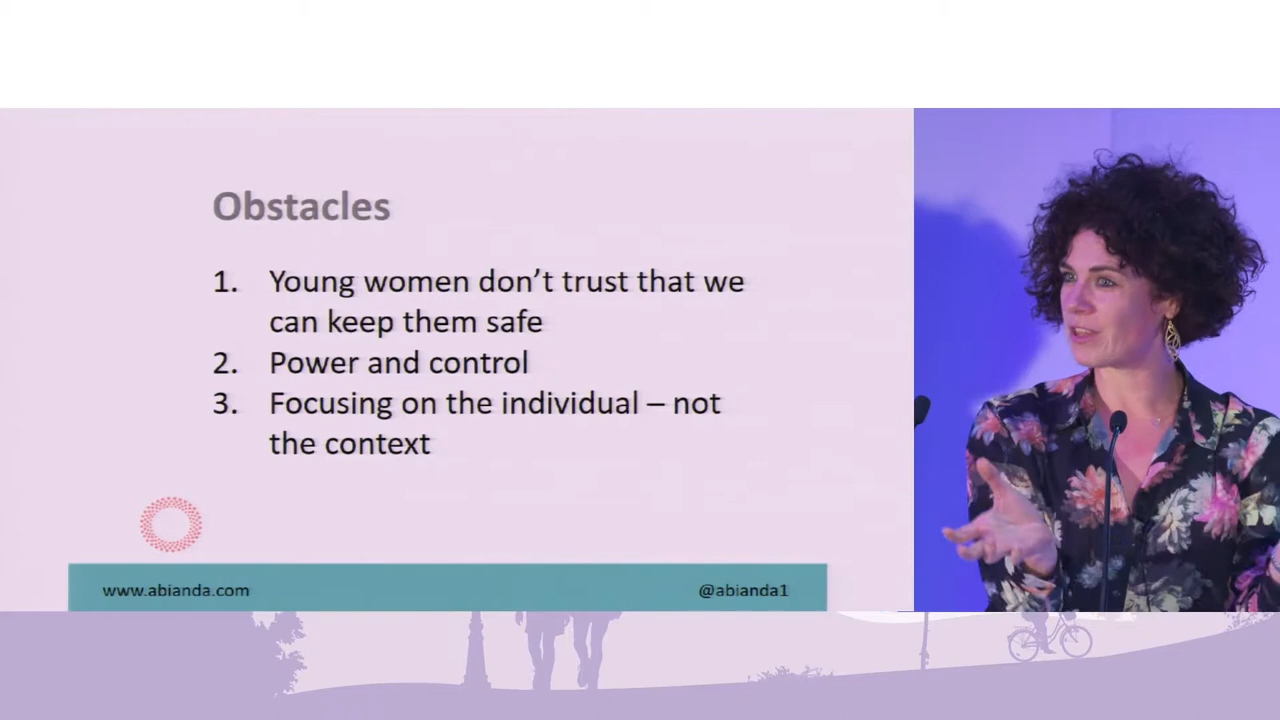 Obstacles
1. Young women don’t trust that we
can keep them safe
2. Power and control
3. Focusing on the individual – not
the context
www.abianda.com
@abianda1